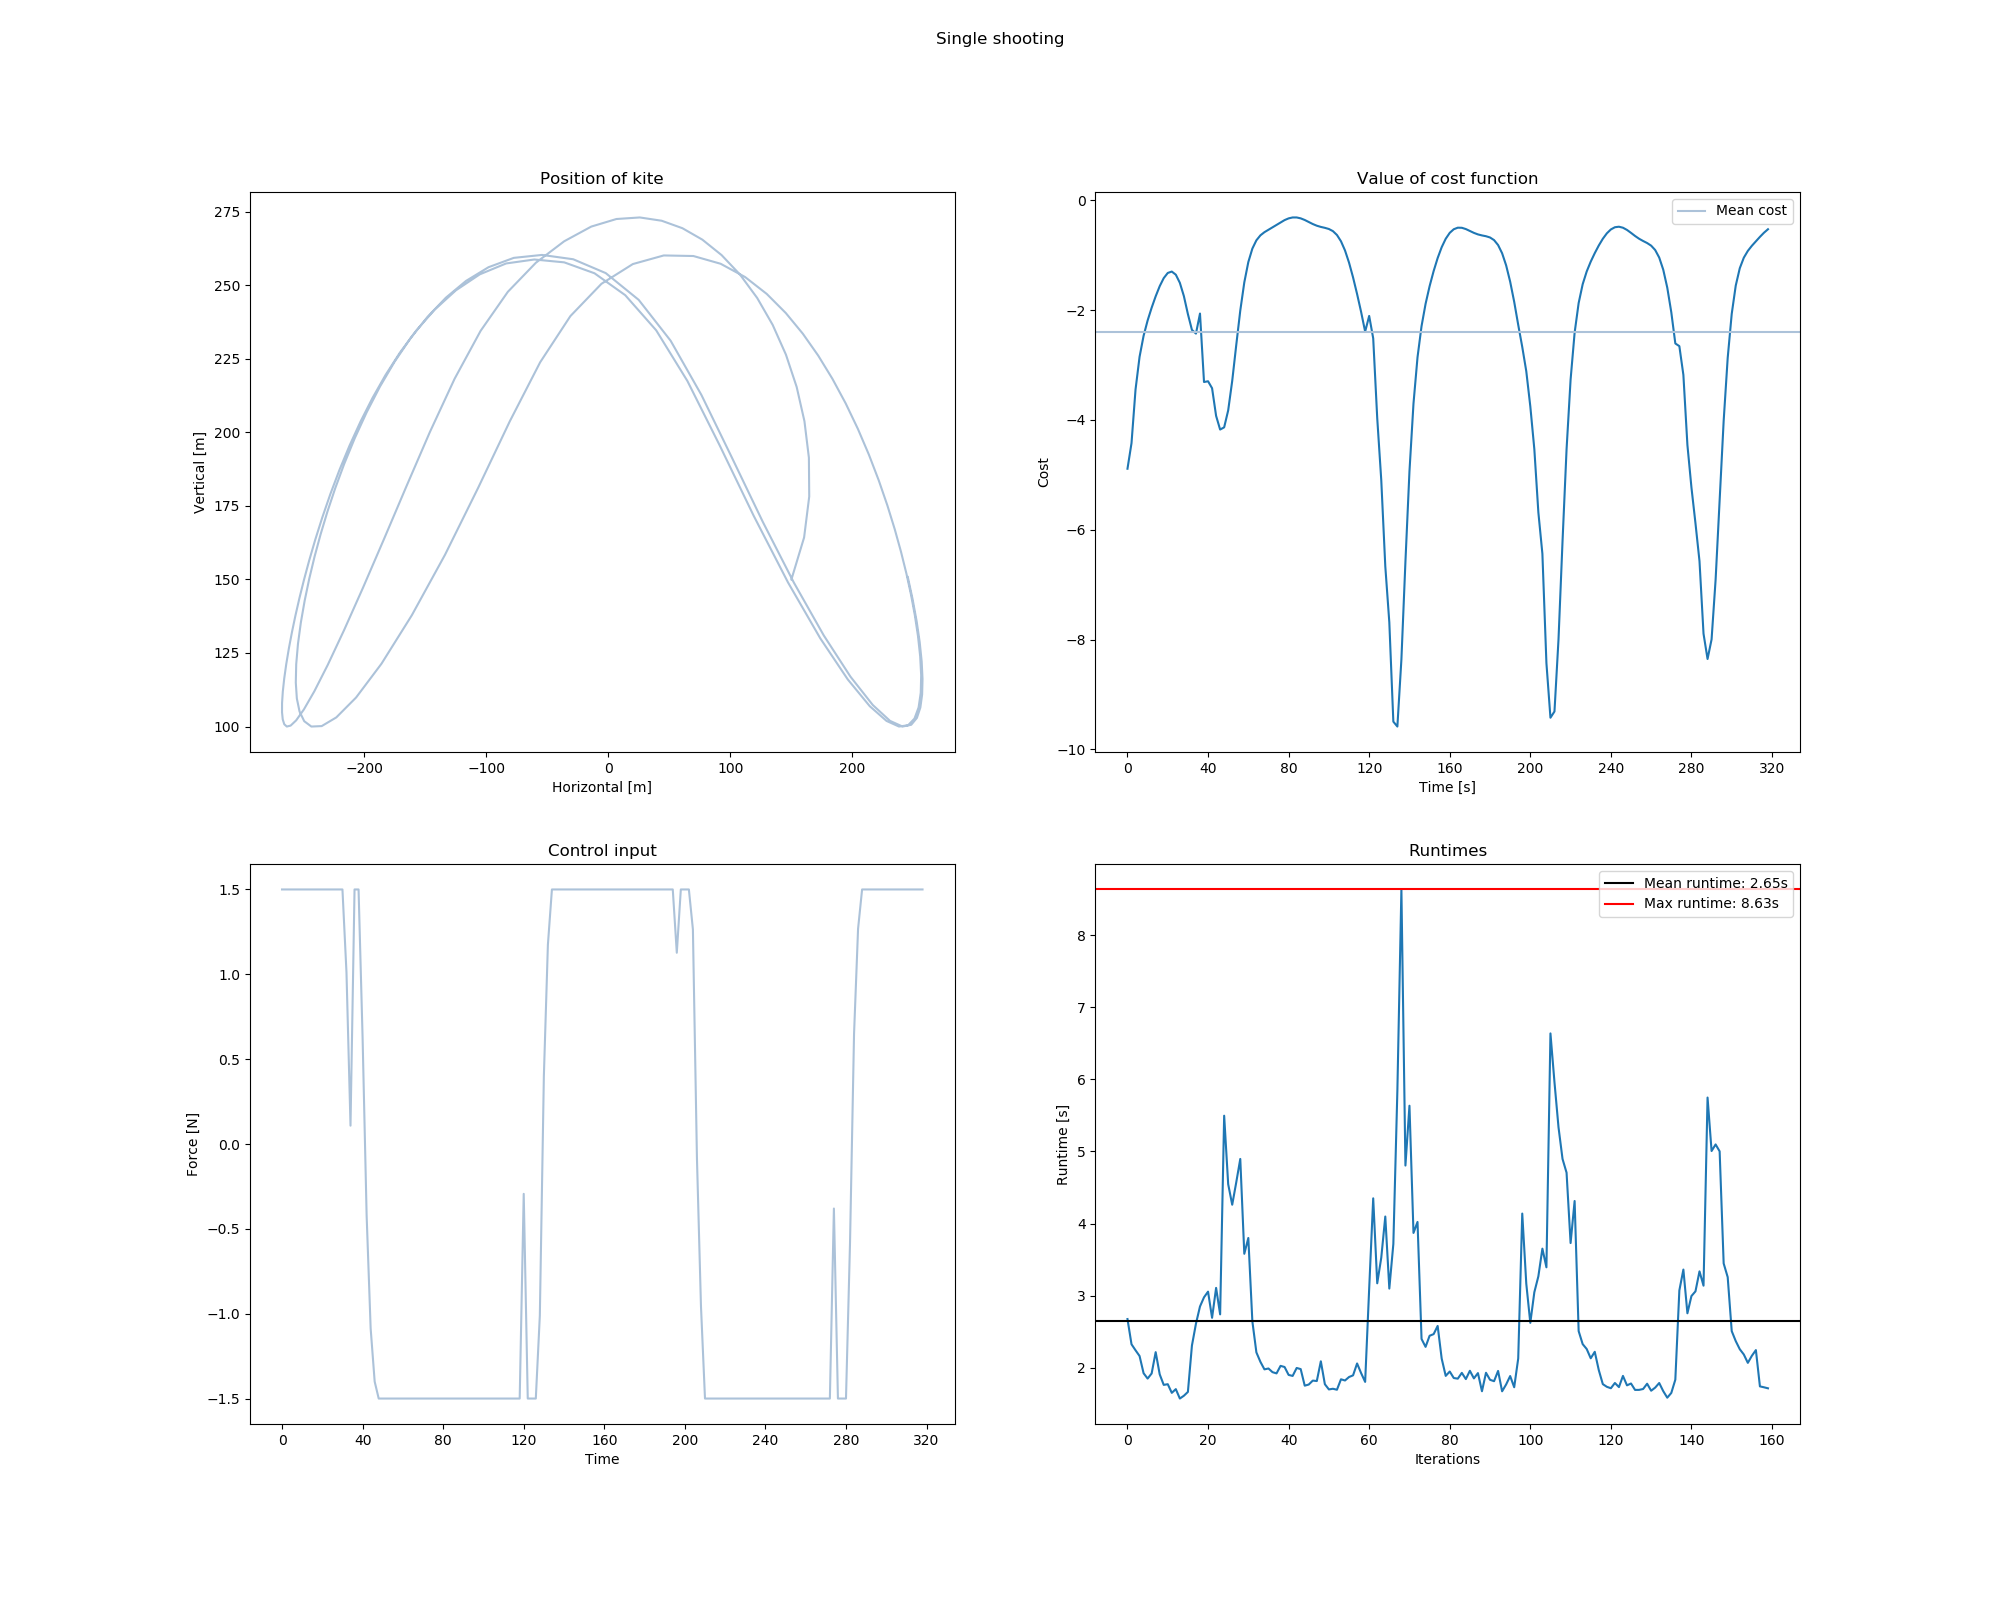 Single shooting
Position of kite
275
250
225
200
175
150
125
100
Vertical [m]
−200 −100 0 100 200
Horizontal [m]
Value of cost function
Mean cost
0
−2
−4
−6
−8
−10
Cost
0 40 80 120 160 200 240 280 320
Time [s]
Control input
1.5
1.0
0.5
0.0
−0.5
−1.0
−1.5
Force [N]
0 40 80 120 160 200 240 280 320
Time
Runtimes
Mean runtime: 2.65s
Max runtime: 8.63s
8
7
6
5
4
3
2
Runtime [s]
0 20 40 60 80 100 120 140 160
Iterations